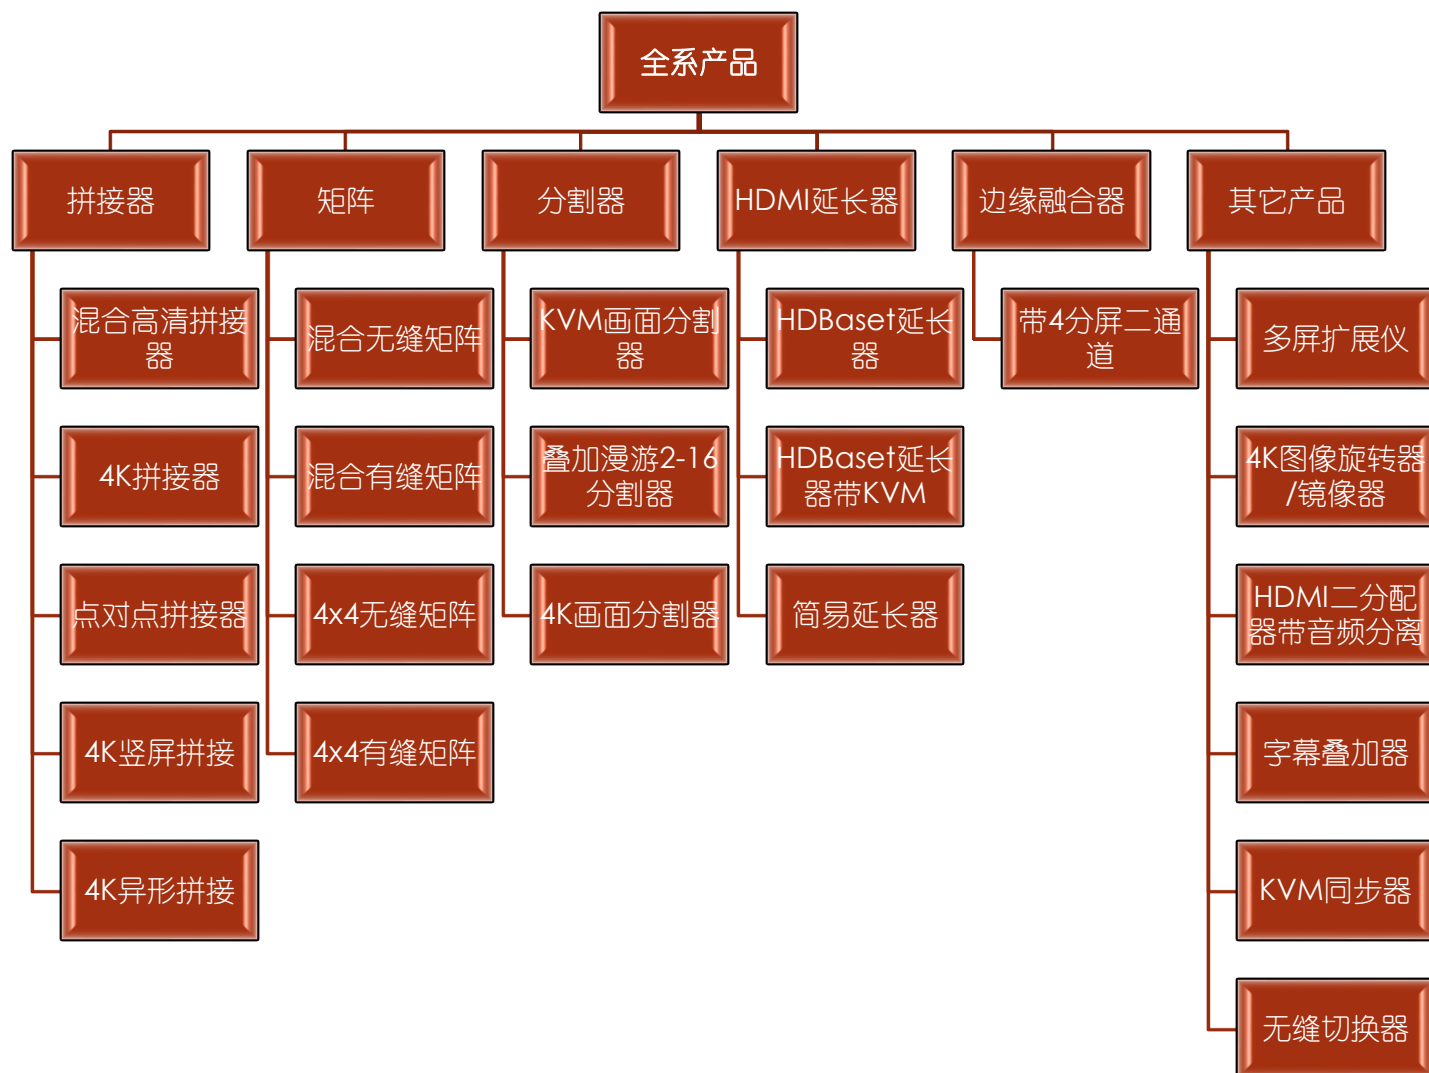 全系产品
拼接器
矩阵
分割器
HDMI延长器
边缘融合器
其它产品
混合高清拼接
器
4K拼接器
点对点拼接器
4K竖屏拼接
4K异形拼接
混合无缝矩阵
混合有缝矩阵
4x4无缝矩阵
4x4有缝矩阵
KVM画面分割
器
叠加漫游2-16
分割器
4K画面分割器
HDBaset延长
器
HDBaset延长
器带KVM
简易延长器
带4分屏二通
道
多屏扩展仪
4K图像旋转器
/镜像器
HDMI二分配
器带音频分离
字幕叠加器
KVM同步器
无缝切换器